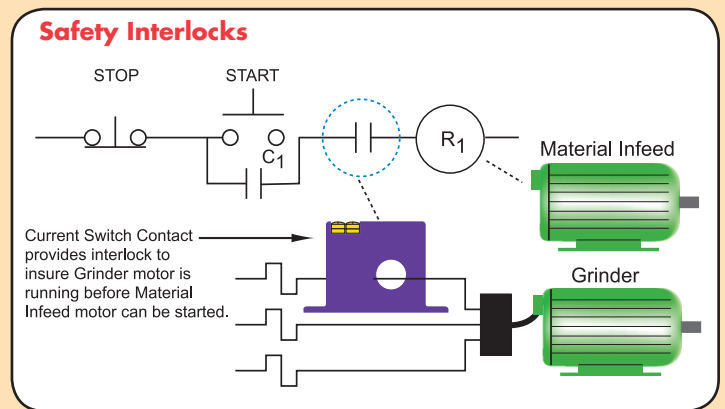 Safety Interlocks
STOP
START
C1
R1
Material Infeed
Current Switch Contact
provides interlock to
insure Grinder motor is
running before Material
Infeed motor can be started.
Grinder